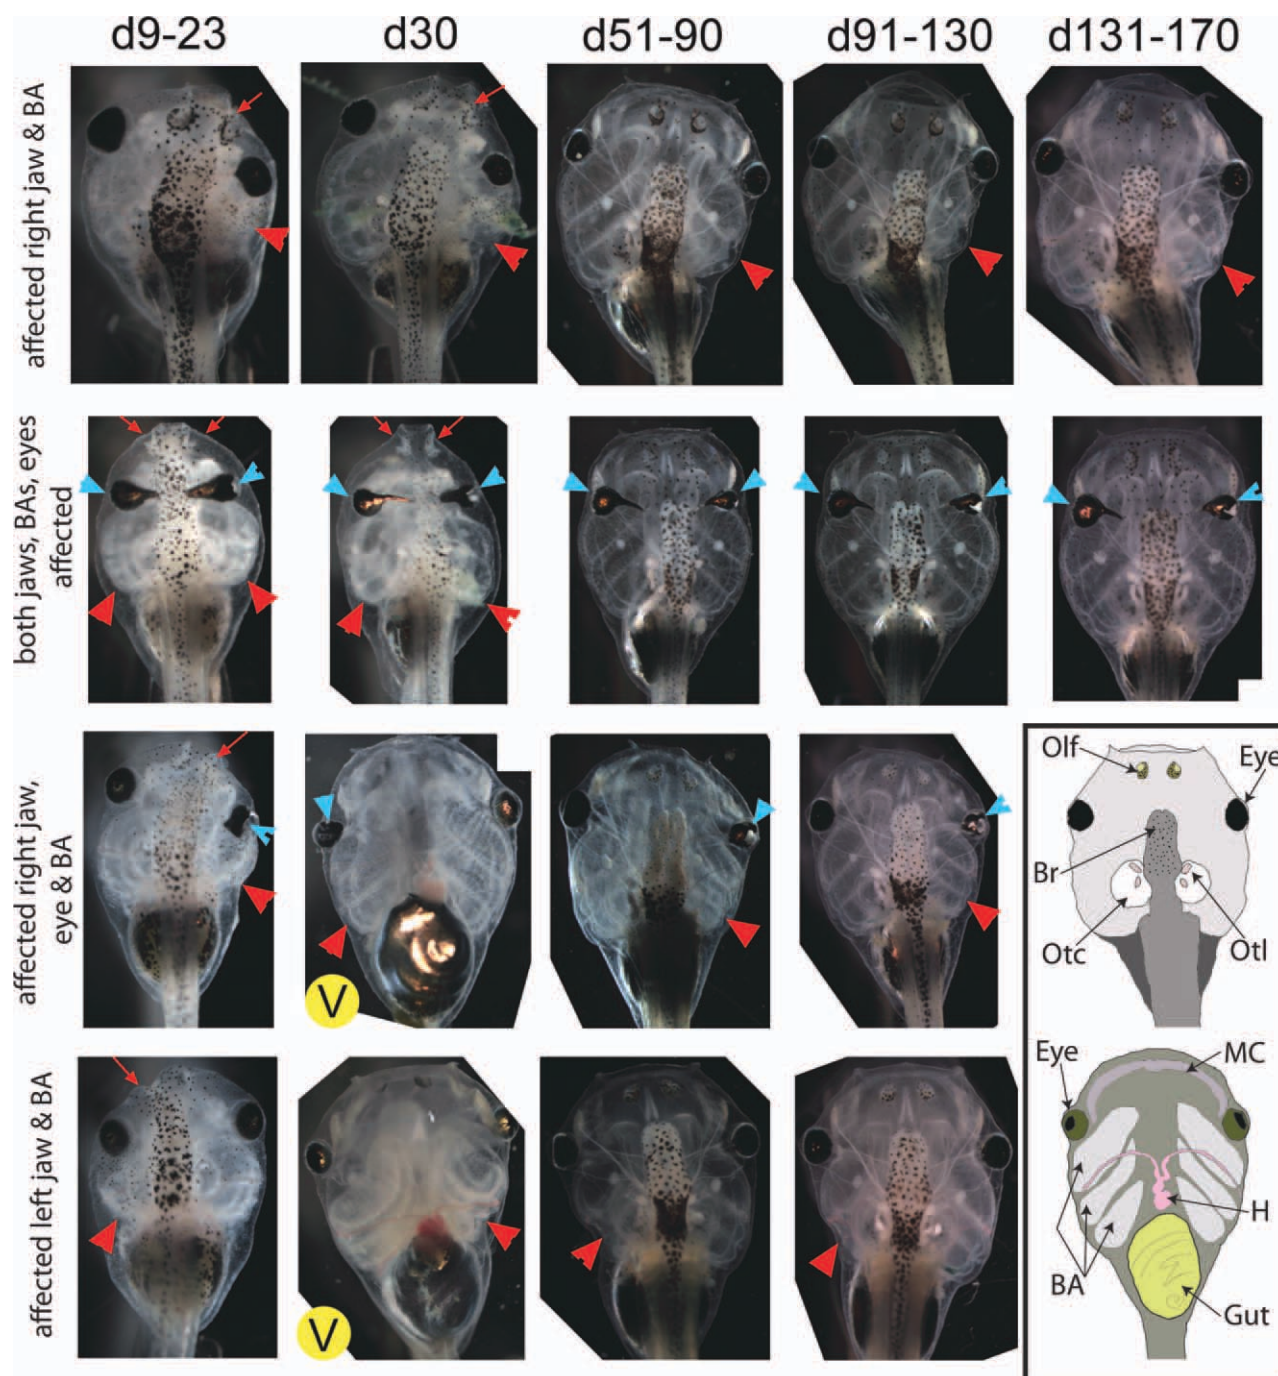 d9-23 d30 d51-90 d91-130 d131-170
affected right jaw & BA
both jaws, BAs, eyes
affected
affected right jaw,
eye & BA
V
Olf
Eye
Br
Otc
Otl
affected left jaw & BA
V
Eye
MC
H
BA
Gut